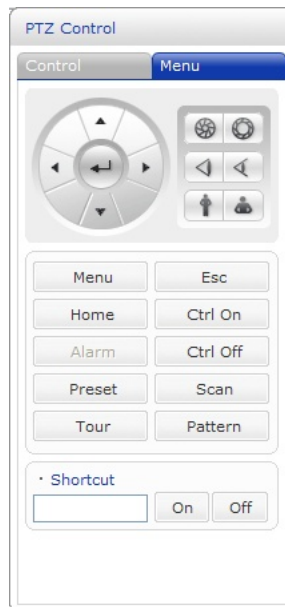 PTZ Control
Control Menu
Menu Esc
Home Ctrl On
Alarm Ctrl Off
Preset Scan
Tour Pattern
· Shortcut
On Off